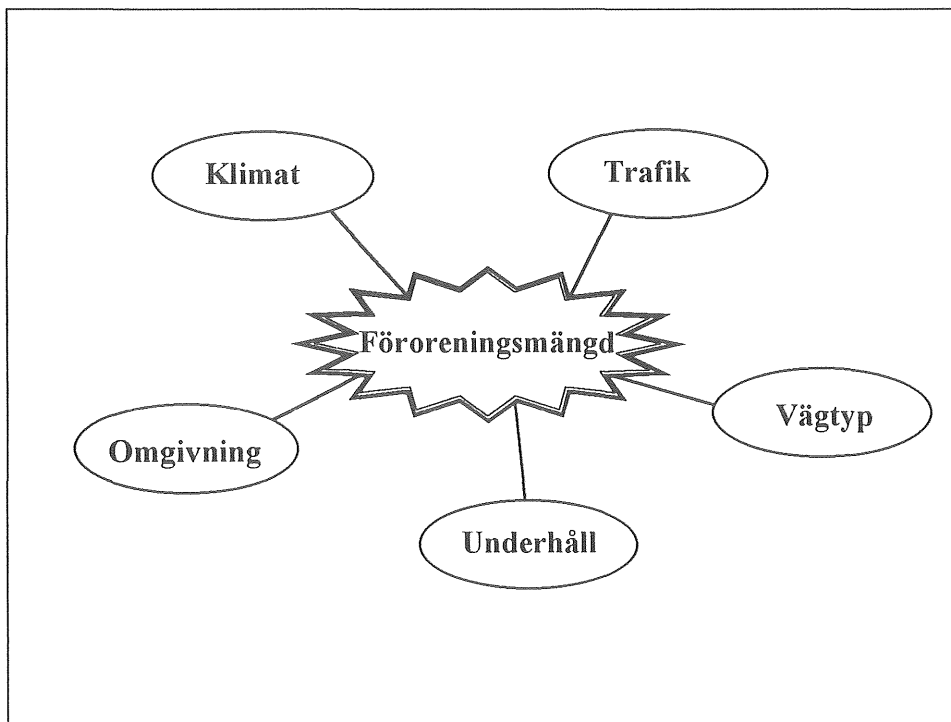 Klimat
Trafik
Föroreningsmängd
Omgivning
Vägtyp
Underhåll